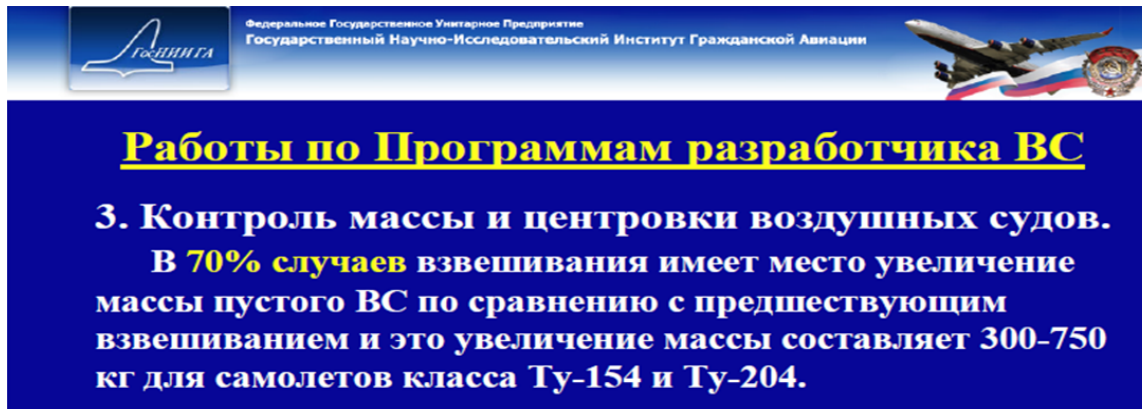 ГосНИИГА
Федеральное Государственное Унитарное Предприятие
Государственный Научно-Исследовательский Институт Гражданской Авиации
Работы по Программам разработчика ВС
3. Контроль массы и центровки воздушных судов.
В 70% случаев взвешивания имеет место увеличение
массы пустого ВС по сравнению с предшествующим
взвешиванием и это увеличение массы составляет 300-750
кг для самолетов класса Ту-154 и Ту-204.